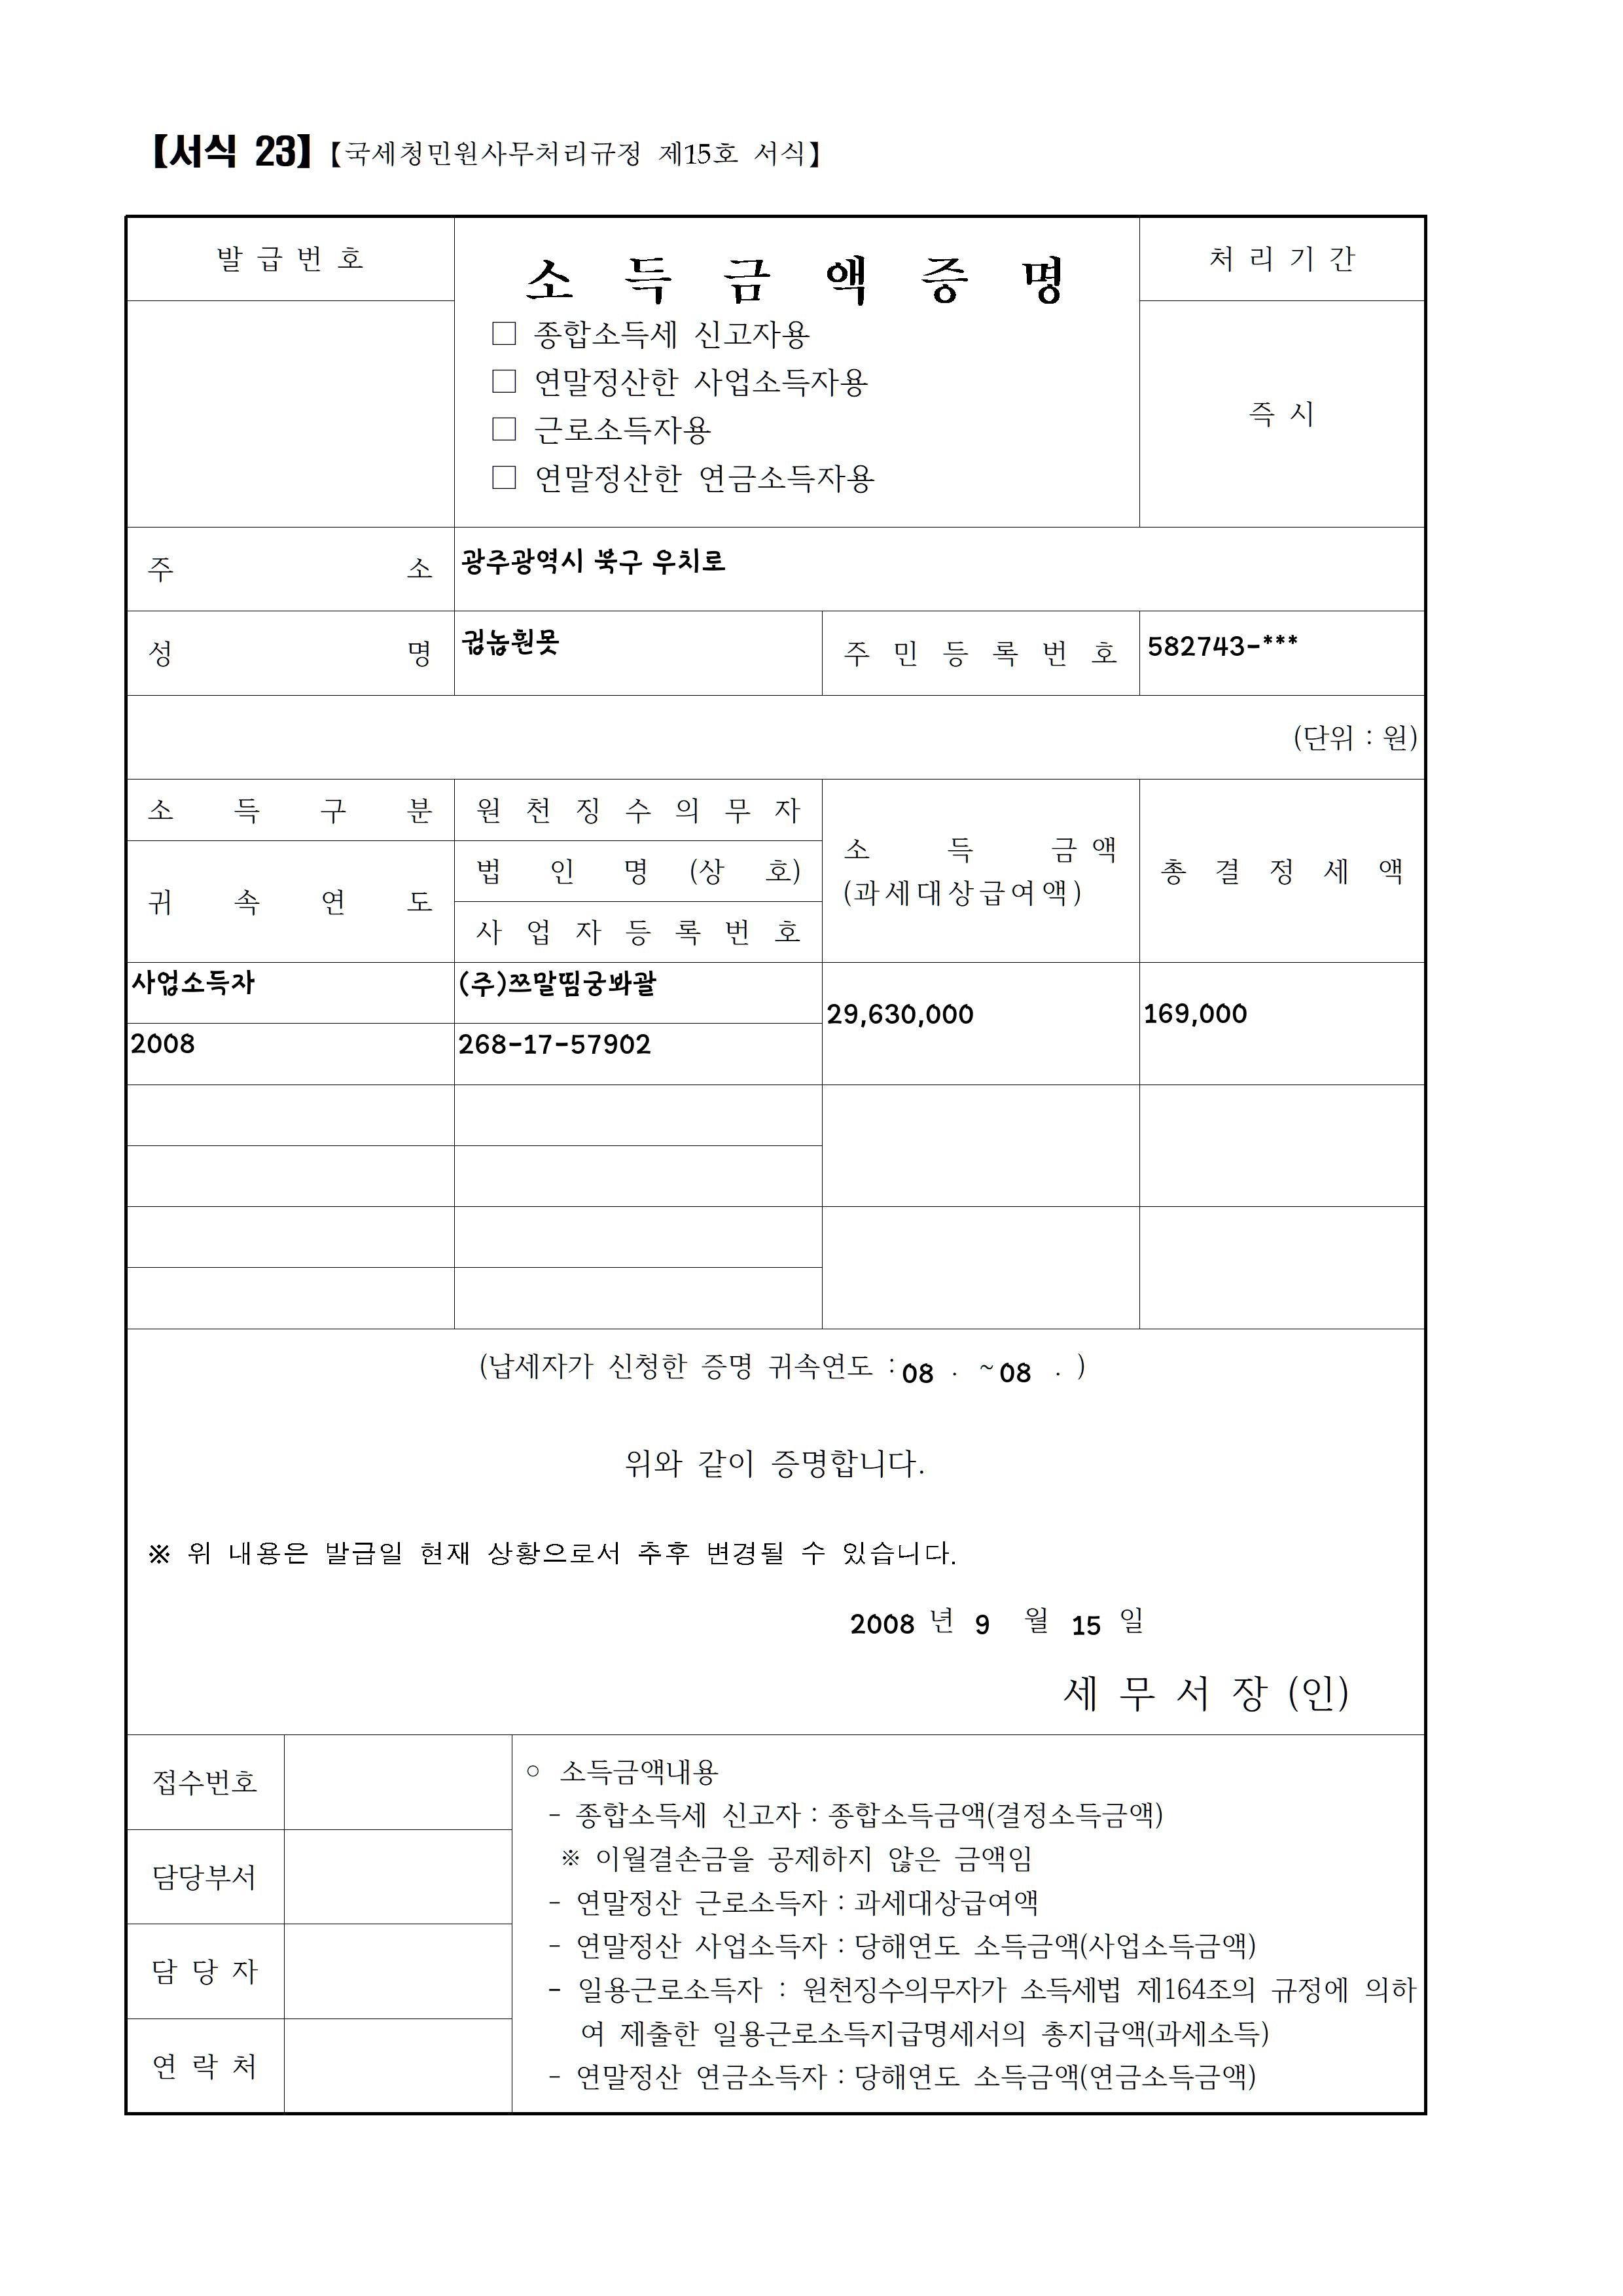 【서식 23】【국세청민원사무처리규정 제15호 서식】
발 급 번 호
소 득 금 액 증 명
처 리 기 간
□ 종합소득세 신고자용
□ 연말정산한 사업소득자용
□ 근로소득자용
□ 연말정산한 연금소득자용
즉 시
주 소 광주광역시 북구 우치로
성 명
주 민 등 록 번 호 582743-***
(단위 : 원)
소 득 구 분 원 천 징 수 의 무 자
귀 속 연 도
법 인 명 (상 호)
사 업 자 등 록 번 호
소 득 금 액
(과세대상급여액)
총 결 정 세 액
사업소득자 (주)쯔말띰궁봐괄
2008 268-17-57902
29,630,000 169,000
(납세자가 신청한 증명 귀속연도 : 08 . ~ 08 . )
위와 같이 증명합니다.
※ 위 내용은 발급일 현재 상황으로서 추후 변경될 수 있습니다.
2008 년 9 월 15 일
세 무 서 장 (인)
접수번호
담당부서
담 당 자
연 락 처
○ 소득금액내용
- 종합소득세 신고자 : 종합소득금액(결정소득금액)
※ 이월결손금을 공제하지 않은 금액임
- 연말정산 근로소득자 : 과세대상급여액
- 연말정산 사업소득자 : 당해연도 소득금액(사업소득금액)
- 일용근로소득자 : 원천징수의무자가 소득세법 제164조의 규정에 의하
여 제출한 일용근로소득지급명세서의 총지급액(과세소득)
- 연말정산 연금소득자 : 당해연도 소득금액(연금소득금액)